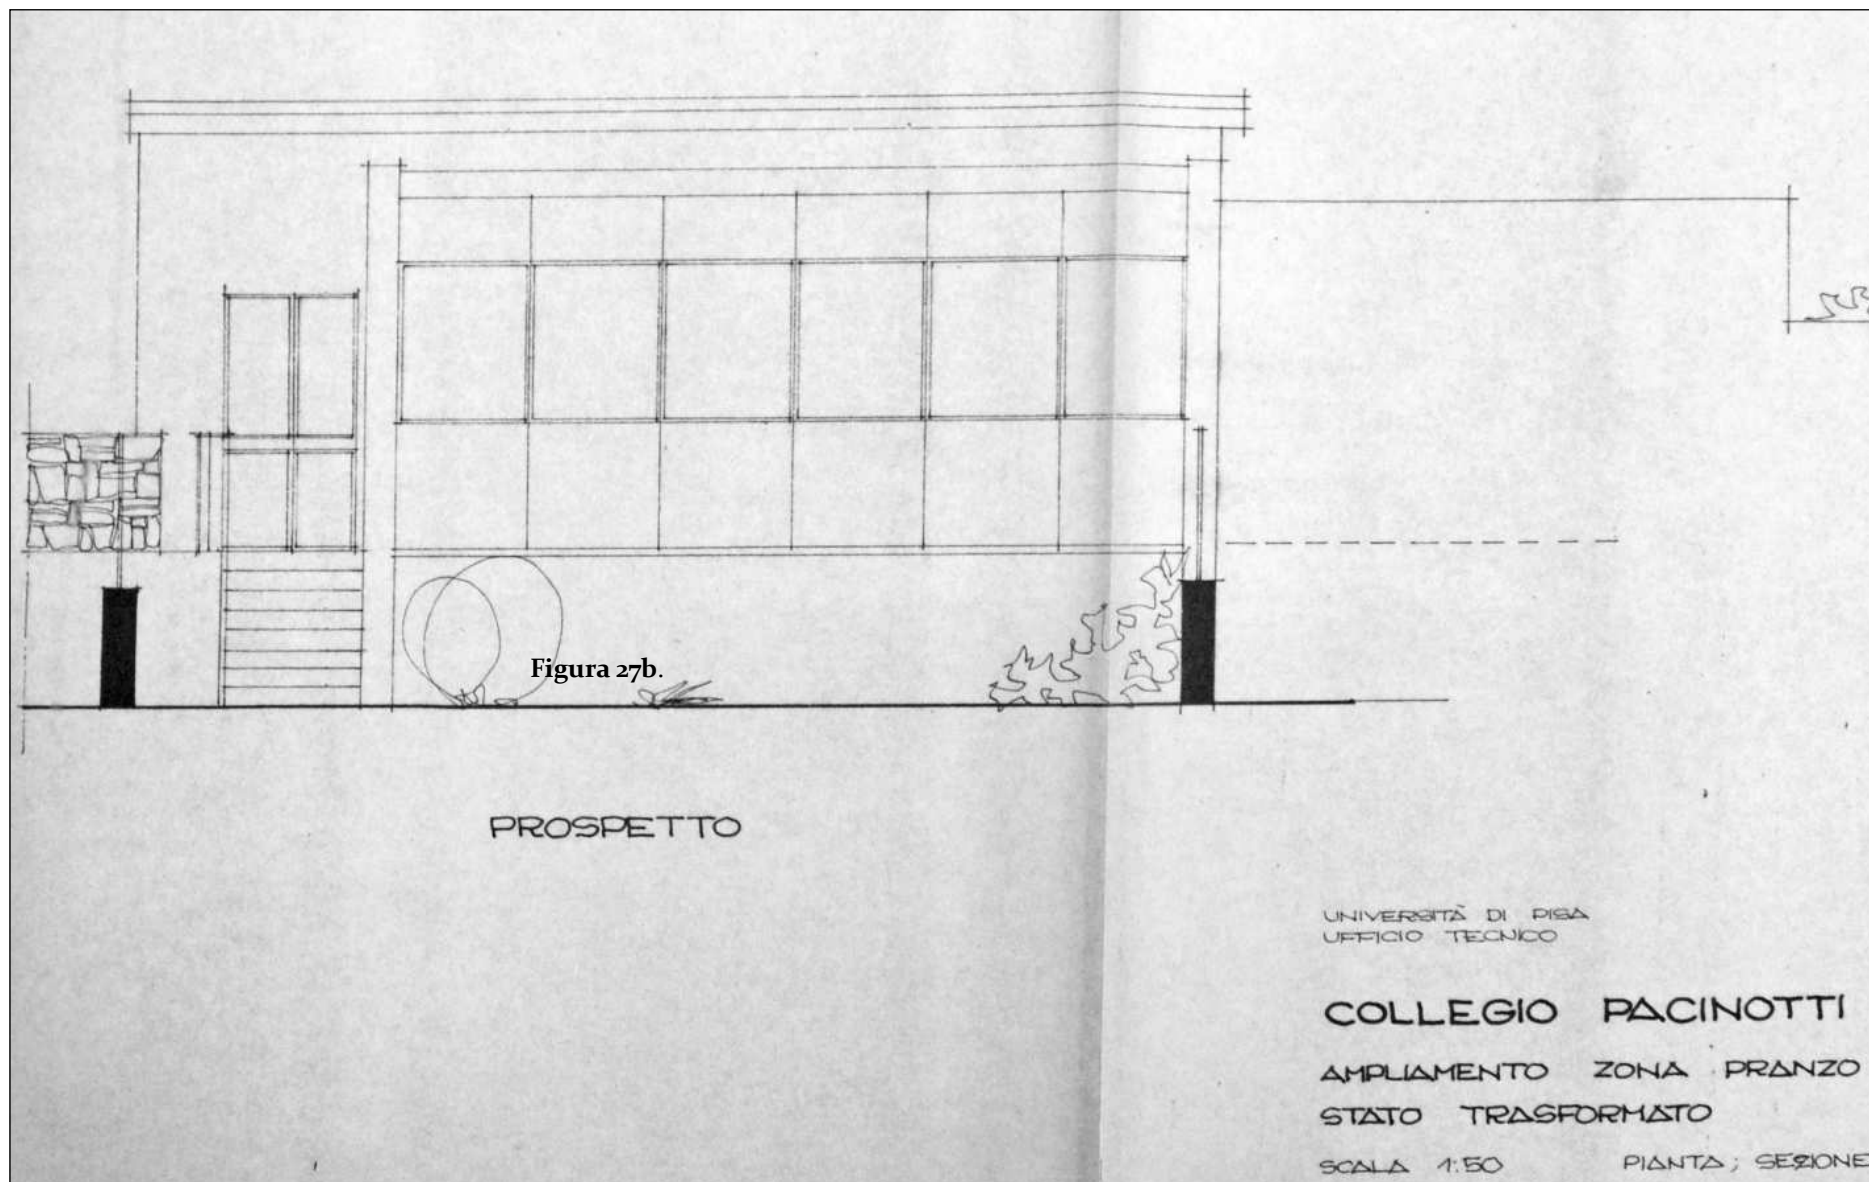 Figura 27b.
PROSPETTO
UNIVERSITÀ DI PISA
UFFICIO TECNICO
COLLEGIO PACINOTTI
AMPLIAMENTO ZONA PRANZO
STATO TRASFORMATO
SCALA 1:50 PIANTA; SEZIONE